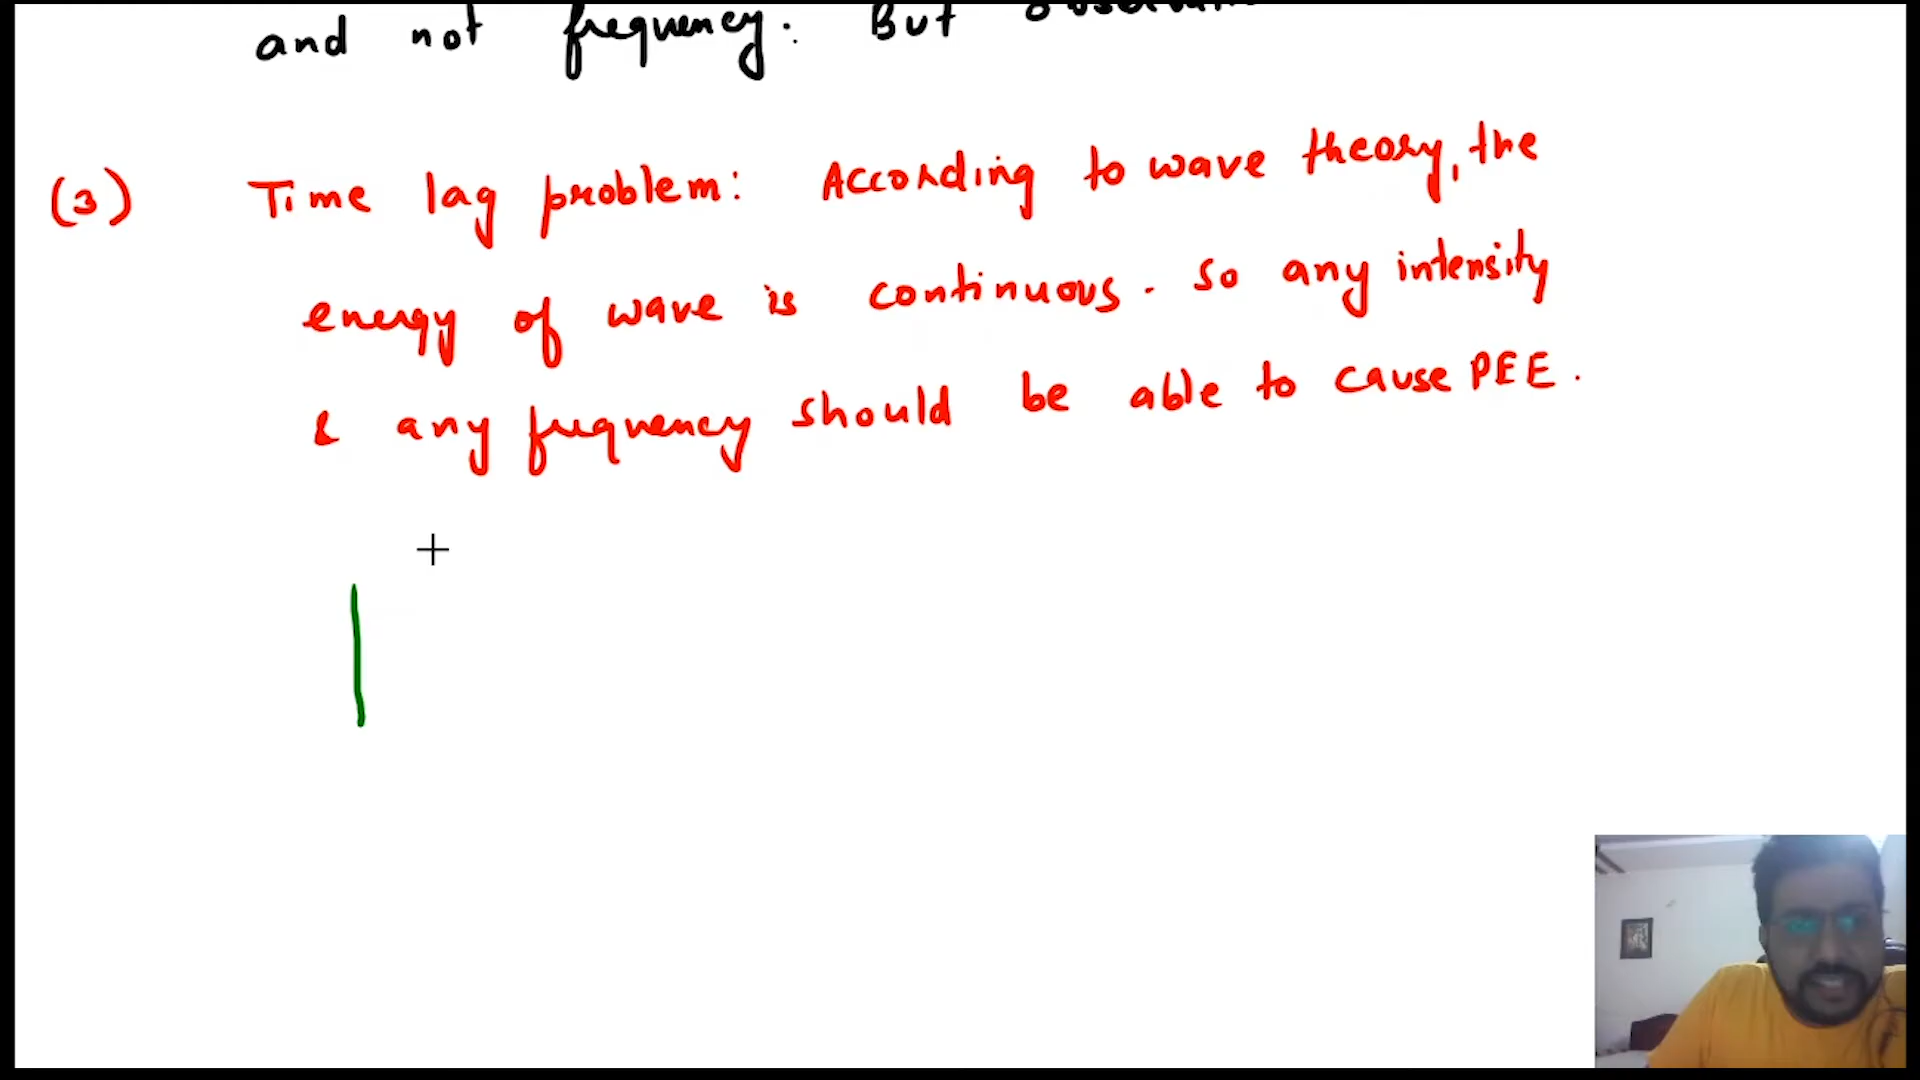 and not frequency. But
(3) Time lag problem: According to wave theory, the
energy of wave is continuous. So any intensity
& any frequency should be able to cause PEE.